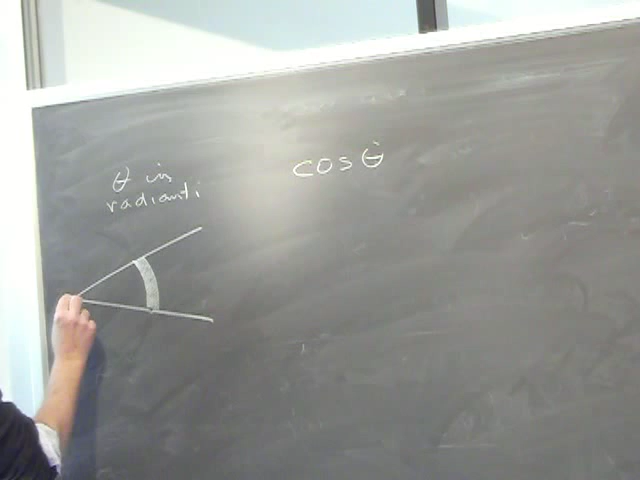 θ in
radianti
cos θ